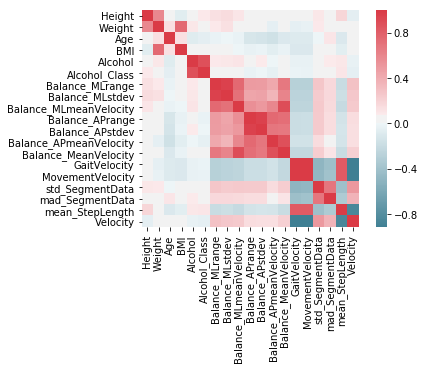 Height
Weight
Age
BMI
Alcohol
Alcohol_Class
Balance_MLrange
Balance_MLstdev
Balance_MLmeanVelocity
Balance_APrange
Balance_APstdev
Balance_APmeanVelocity
Balance_MeanVelocity
GaitVelocity
MovementVelocity
std_SegmentData
mad_SegmentData
mean_StepLength
Velocity
0.8
0.4
0.0
−0.4
−0.8
Height
Weight
Age
BMI
Alcohol
Alcohol_Class
Balance_MLrange
Balance_MLstdev
Balance_MLmeanVelocity
Balance_APrange
Balance_APstdev
Balance_APmeanVelocity
Balance_MeanVelocity
GaitVelocity
MovementVelocity
std_SegmentData
mad_SegmentData
mean_StepLength
Velocity